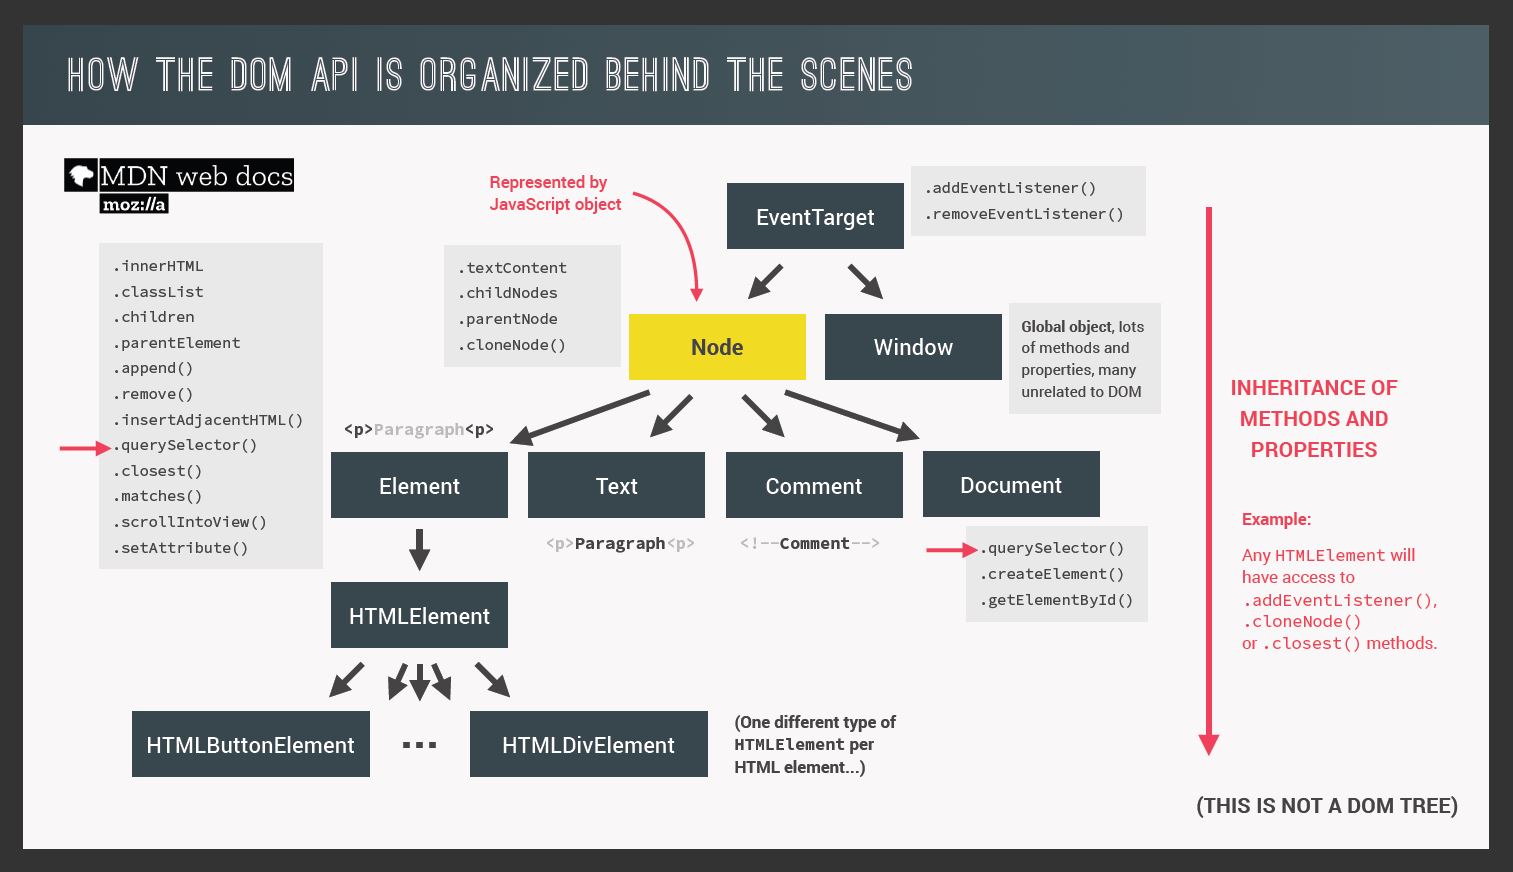 HOW THE DOM API IS ORGANIZED BEHIND THE SCENES
MDN web docs
moz://a
Represented by
JavaScript object
EventTarget
.addEventListener()
.removeEventListener()
.innerHTML
.classList
.children
.parentElement
.append()
.remove()
.insertAdjacentHTML()
.querySelector()
.closest()
.matches()
.scrollIntoView()
.setAttribute()
.textContent
.childNodes
.parentNode
.cloneNode()
Node
Window
Global object, lots
of methods and
properties, many
unrelated to DOM
<p>Paragraph<p>
Element
Text
Comment
Document
<p>Paragraph<p>
<!--Comment-->
.querySelector()
.createElement()
.getElementById()
HTMLElement
HTMLButtonElement
...
HTMLDivElement
(One different type of
HTMLElement per
HTML element...)
INHERITANCE OF
METHODS AND
PROPERTIES
Example:
Any HTMLElement will
have access to
.addEventListener(),
.cloneNode()
or .closest() methods.
(THIS IS NOT A DOM TREE)